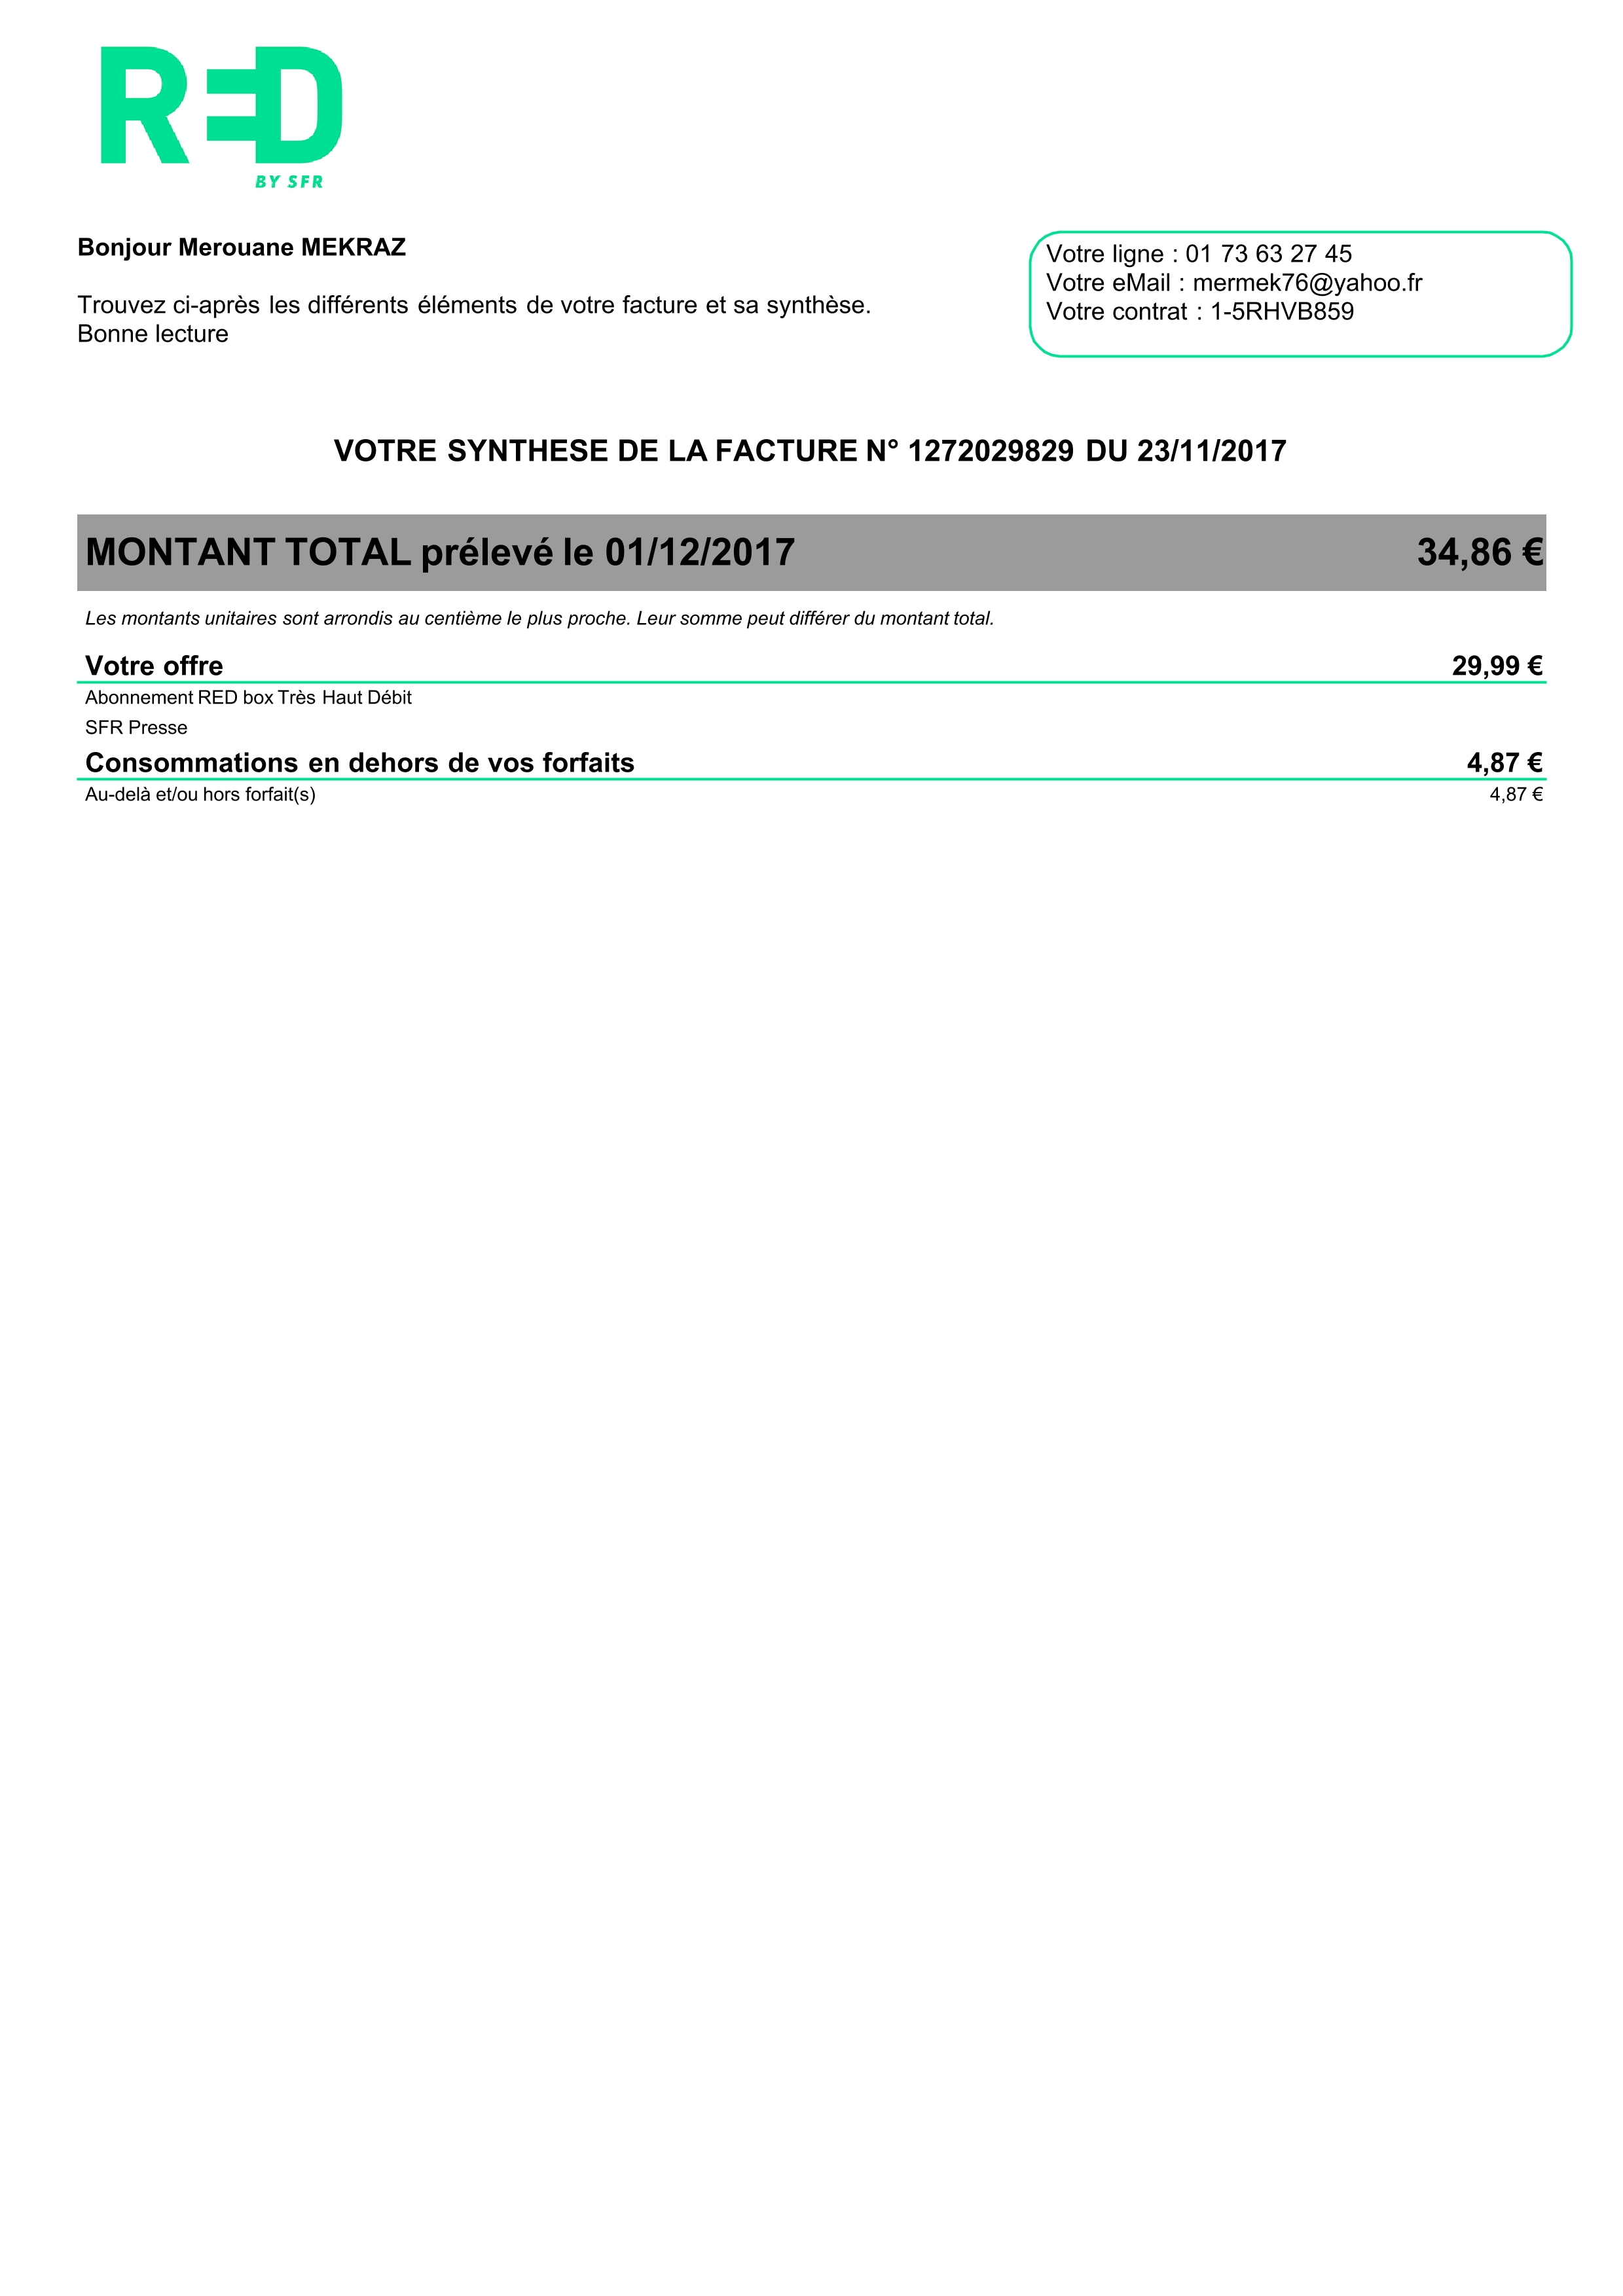 RED
BY SFR
Bonjour Merouane MEKRAZ
Trouvez ci-après les différents éléments de votre facture et sa synthèse.
Bonne lecture
Votre ligne : 01 73 63 27 45
Votre eMail : mermek76@yahoo.fr
Votre contrat : 1-5RHVB859
VOTRE SYNTHESE DE LA FACTURE N° 1272029829 DU 23/11/2017
MONTANT TOTAL prélevé le 01/12/2017 34,86 €
Les montants unitaires sont arrondis au centième le plus proche. Leur somme peut différer du montant total.
Votre offre 29,99 €
Abonnement RED box Très Haut Débit
SFR Presse
Consommations en dehors de vos forfaits 4,87 €
Au-delà et/ou hors forfait(s) 4,87 €